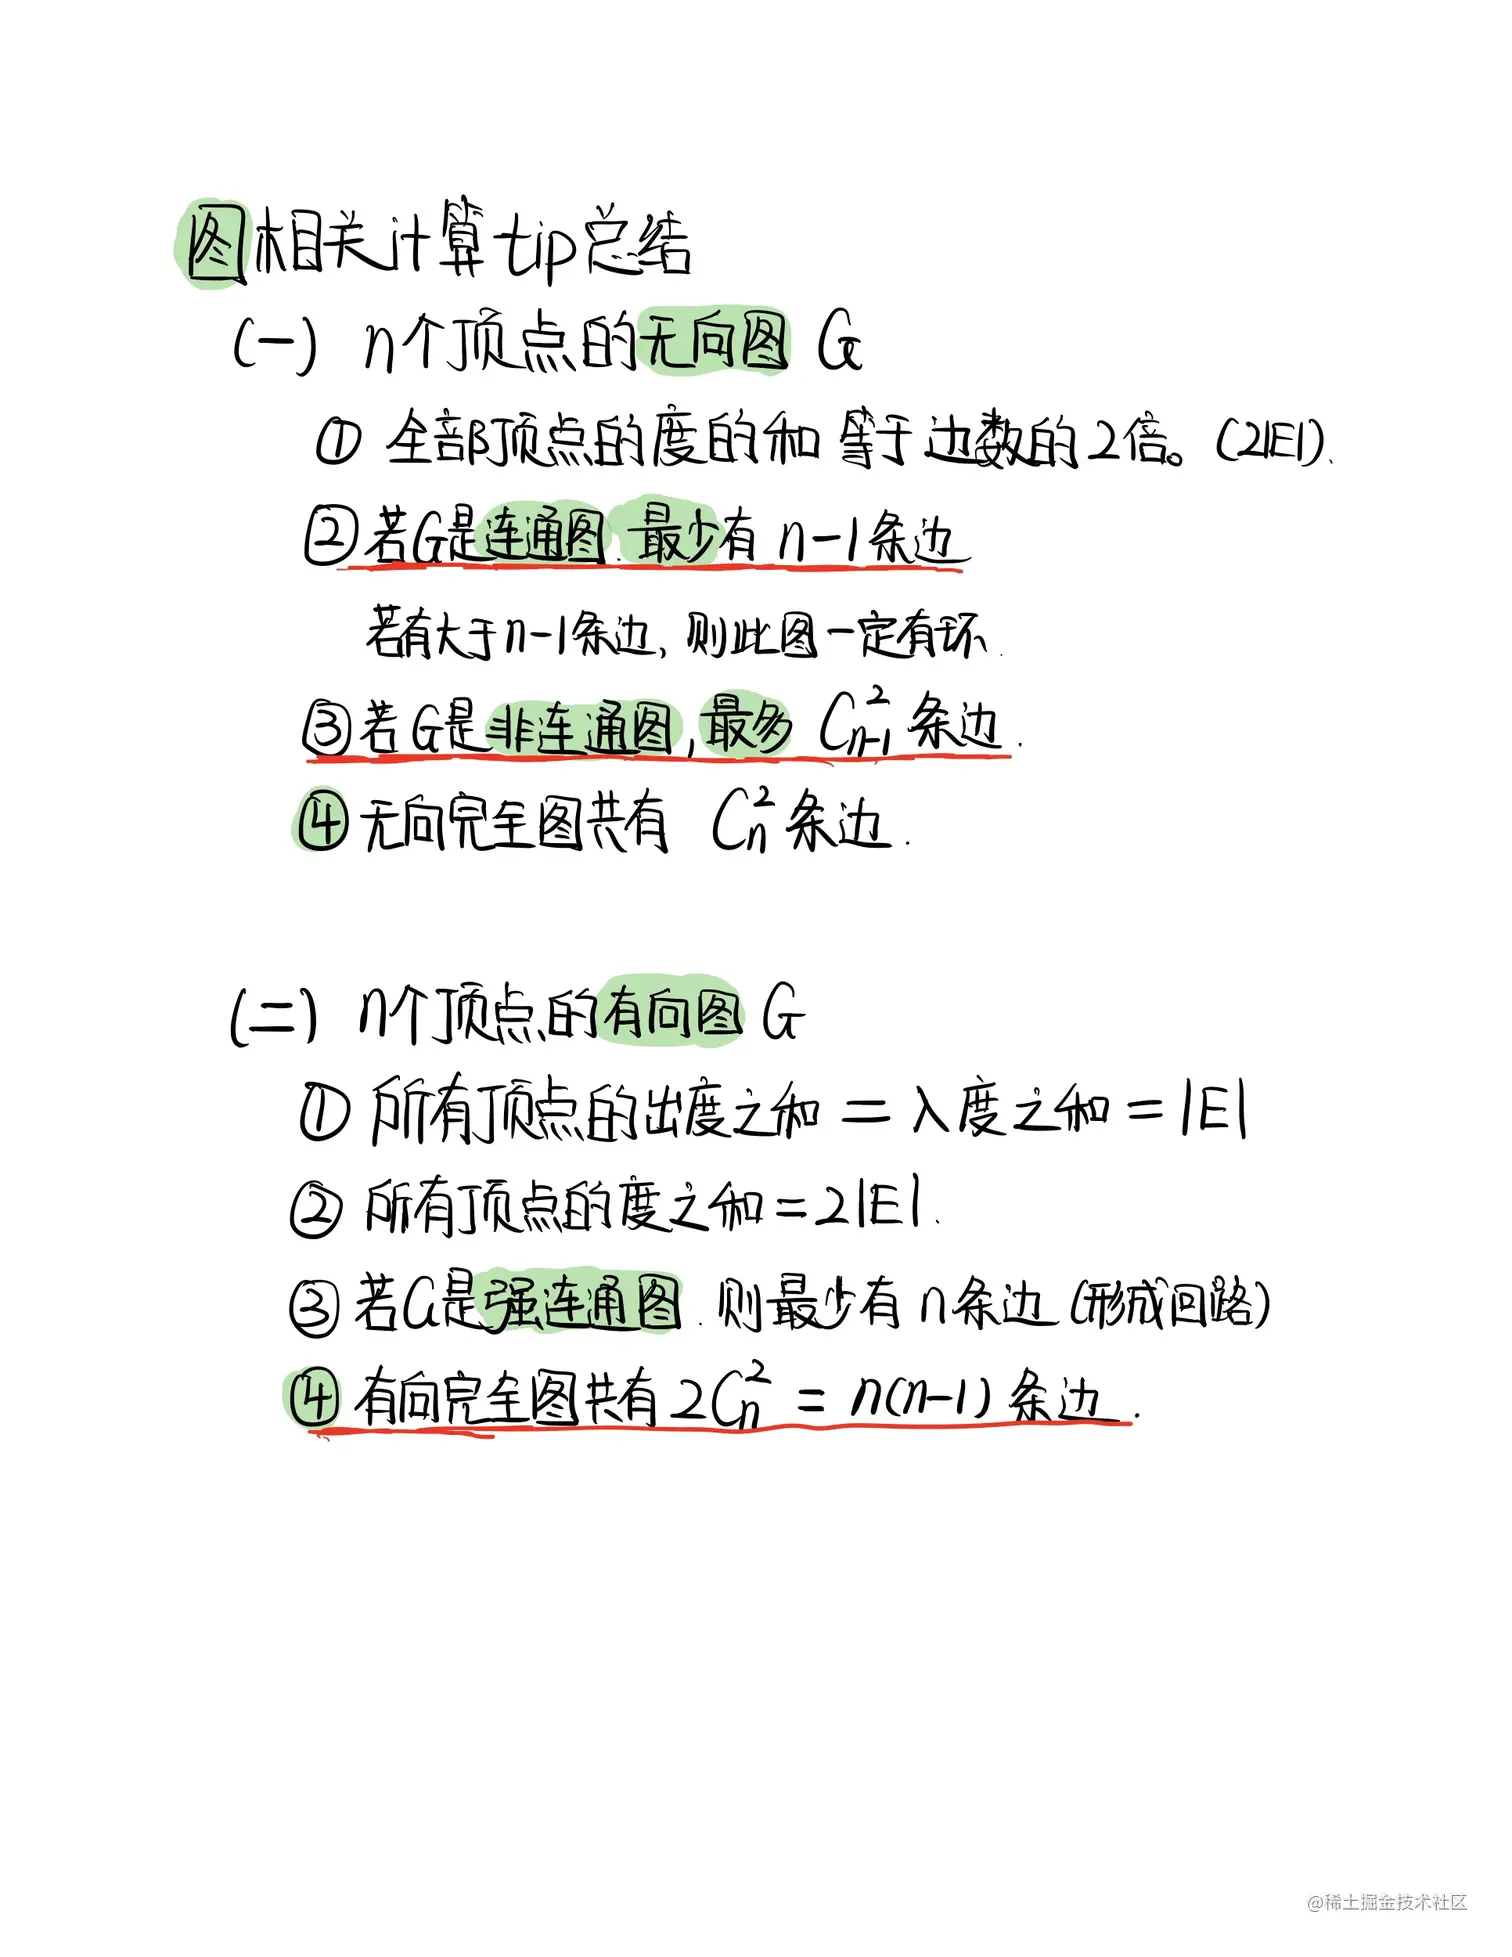 图相关计算tip总结
(一) n个顶点的无向图 G
① 全部顶点的度的和等于边数的2倍。(2|E|).
② 若G是连通图. 最少有 n-1条边
若有大于n-1条边, 则此图一定有环.
③ 若G是非连通图, 最多 C²ₙ₋₁ 条边.
④ 无向完全图共有 C²ₙ 条边.
(二) n个顶点的有向图 G
① 所有顶点的出度之和 = 入度之和 = |E|
② 所有顶点的度之和 = 2|E|.
③ 若G是强连通图. 则最少有 n条边 (形成回路)
④ 有向完全图共有 2C²ₙ = n(n-1) 条边.
@稀土掘金技术社区